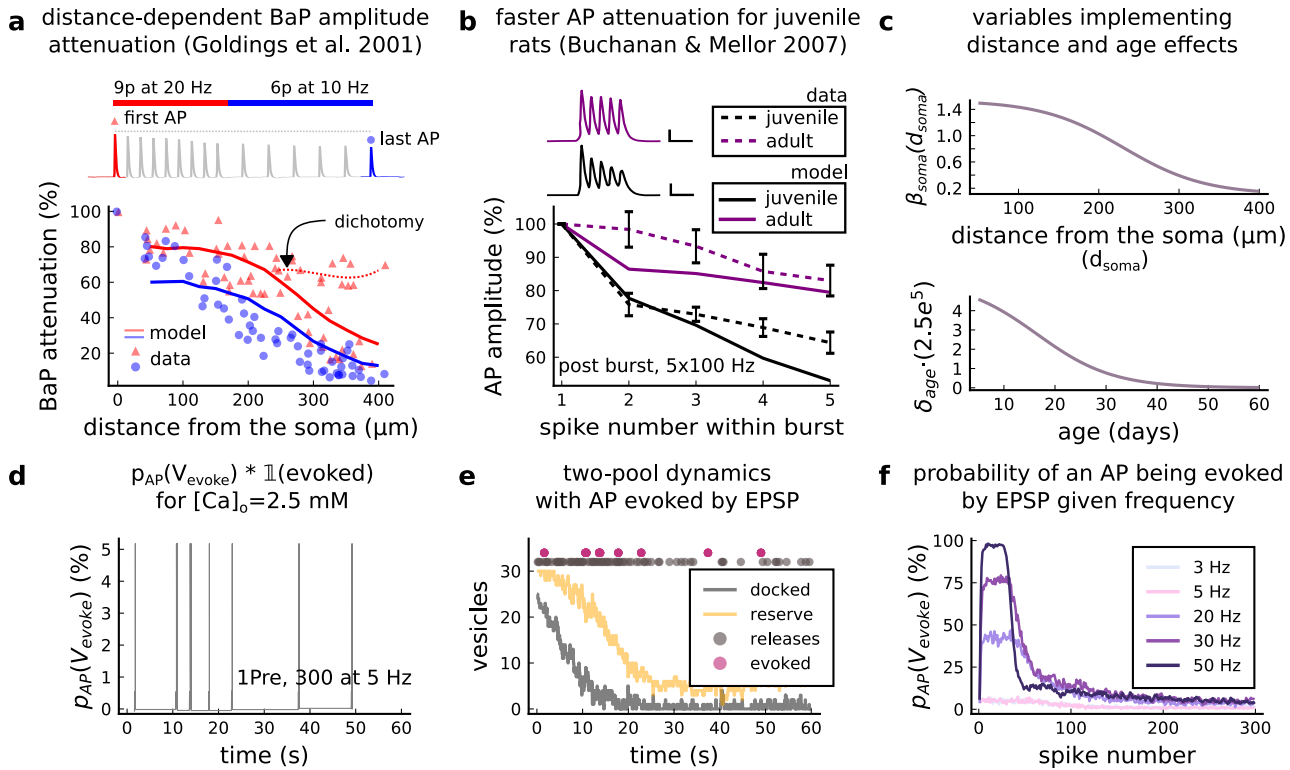 a distance-dependent BaP amplitude
attenuation (Goldings et al. 2001)
9p at 20 Hz 6p at 10 Hz
first AP
last AP
dichotomy
model
data
BaP attenuation (%)
100
80
60
40
20
0 100 200 300 400
distance from the soma (μm)
b faster AP attenuation for juvenile
rats (Buchanan & Mellor 2007)
data
juvenile
adult
model
juvenile
adult
AP amplitude (%)
100
90
80
70
60
post burst, 5x100 Hz
1 2 3 4 5
spike number within burst
c variables implementing
distance and age effects
β_soma(d_soma)
1.4
0.8
0.2
100 200 300 400
distance from the soma (μm)
(d_soma)
δ_age·(2.5e⁵)
4
3
2
1
0
10 20 30 40 50 60
age (days)
d p_AP(V_evoke) * 𝟙(evoked)
for [Ca]ₒ=2.5 mM
p_AP(V_evoke) (%)
5
4
3
2
1
0
1Pre, 300 at 5 Hz
0 10 20 30 40 50 60
time (s)
e two-pool dynamics
with AP evoked by EPSP
vesicles
30
20
10
0
docked
reserve
releases
evoked
0 10 20 30 40 50 60
time (s)
f probability of an AP being evoked
by EPSP given frequency
p_AP(V_evoke) (%)
100
75
50
25
0
3 Hz
5 Hz
20 Hz
30 Hz
50 Hz
0 100 200 300
spike number